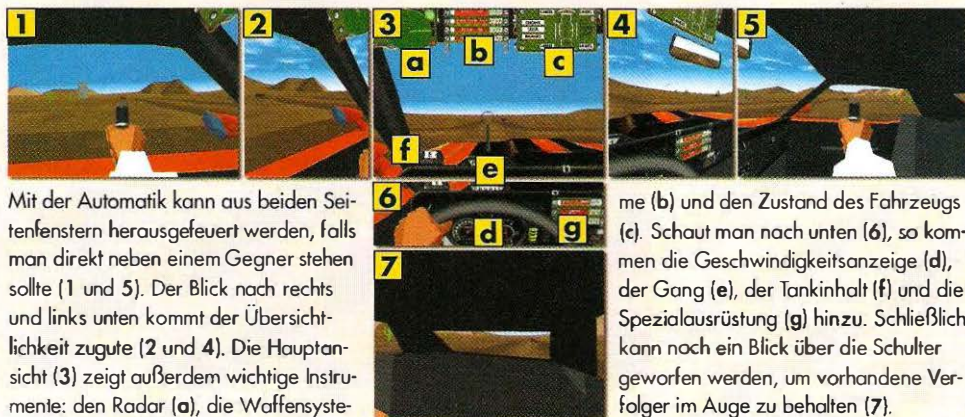 1
2
3
4
5
a
b
c
f
e
6
d
g
7
Mit der Automatik kann aus beiden Sei-
tenfenstern herausgefeuert werden, falls
man direkt neben einem Gegner stehen
sollte (1 und 5). Der Blick nach rechts
und links unten kommt der Übersicht-
lichkeit zugute (2 und 4). Die Hauptan-
sicht (3) zeigt außerdem wichtige Instru-
mente: den Radar (a), die Waffensyste-
me (b) und den Zustand des Fahrzeugs
(c). Schaut man nach unten (6), so kom-
men die Geschwindigkeitsanzeige (d),
der Gang (e), der Tankinhalt (f) und die
Spezialausrüstung (g) hinzu. Schließlich
kann noch ein Blick über die Schulter
geworfen werden, um vorhandene Ver-
folger im Auge zu behalten (7).